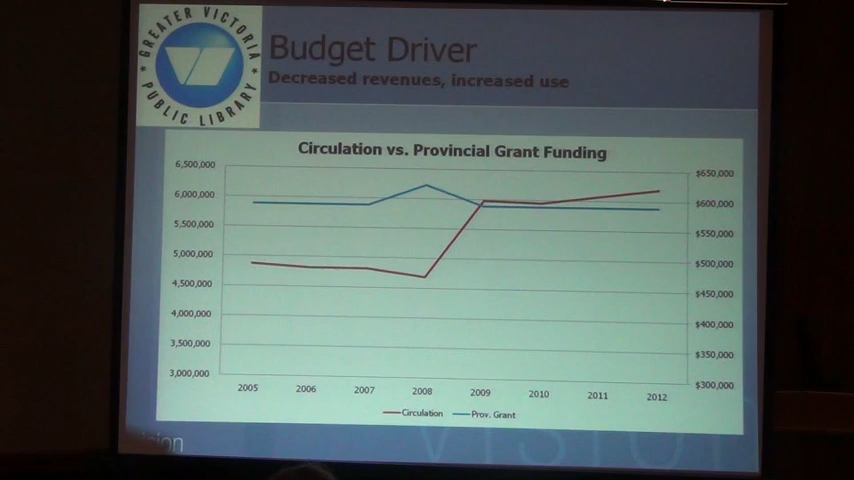 GREATER VICTORIA
PUBLIC LIBRARY
Budget Driver
Decreased revenues, increased use
Circulation vs. Provincial Grant Funding
6,500,000
6,000,000
5,500,000
5,000,000
4,500,000
4,000,000
3,500,000
3,000,000
$650,000
$600,000
$550,000
$500,000
$450,000
$400,000
$350,000
$300,000
2005 2006 2007 2008 2009 2010 2011 2012
Circulation Prov. Grant